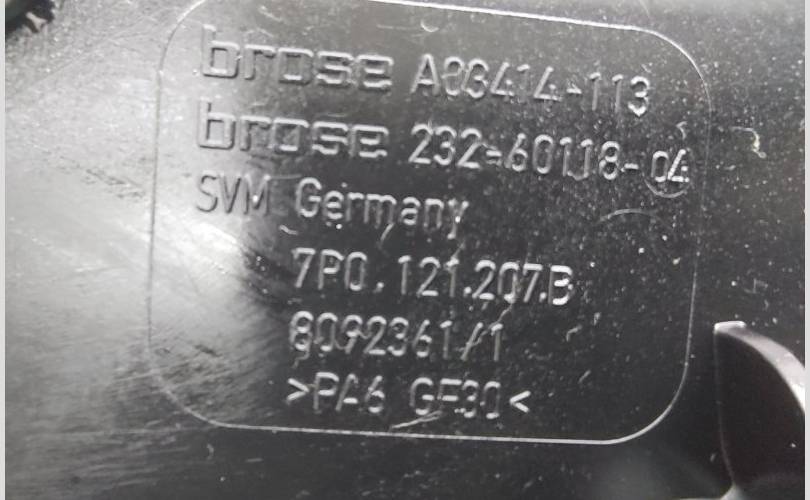 brose A03414-113
brose 232-60118-04
SVM Germany
7P0.121.207.B
8092361/1
>PA6 GF30<